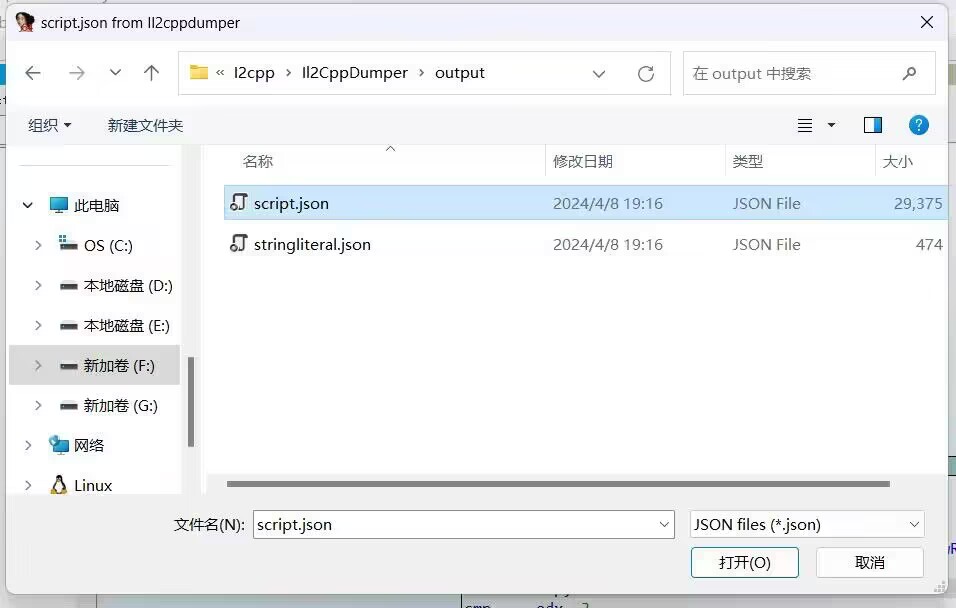 script.json from Il2cppdumper
« l2cpp › Il2CppDumper › output
在 output 中搜索
组织
新建文件夹
名称 修改日期 类型 大小
script.json 2024/4/8 19:16 JSON File 29,375
stringliteral.json 2024/4/8 19:16 JSON File 474
此电脑
OS (C:)
本地磁盘 (D:)
本地磁盘 (E:)
新加卷 (F:)
新加卷 (G:)
网络
Linux
文件名(N): script.json
JSON files (*.json)
打开(O)
取消